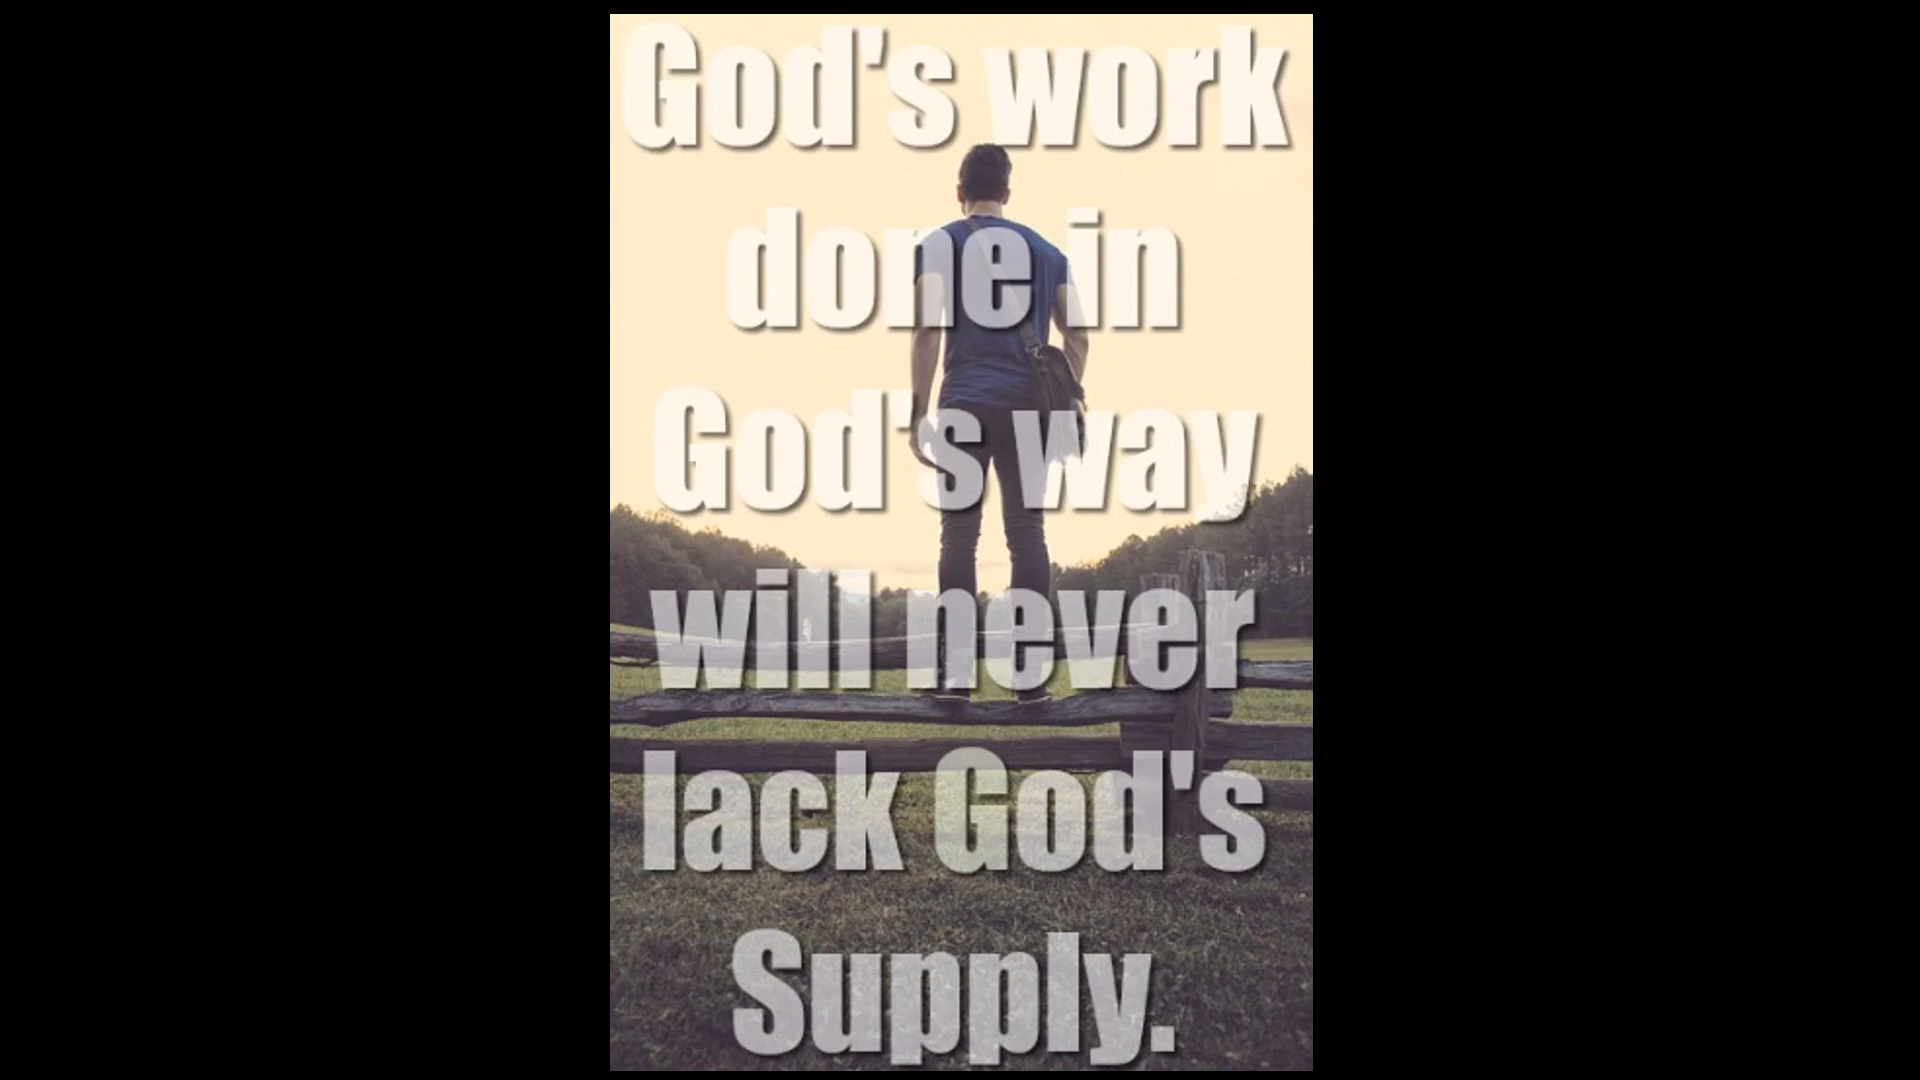 God's work
done in
God's way
will never
lack God's
Supply.